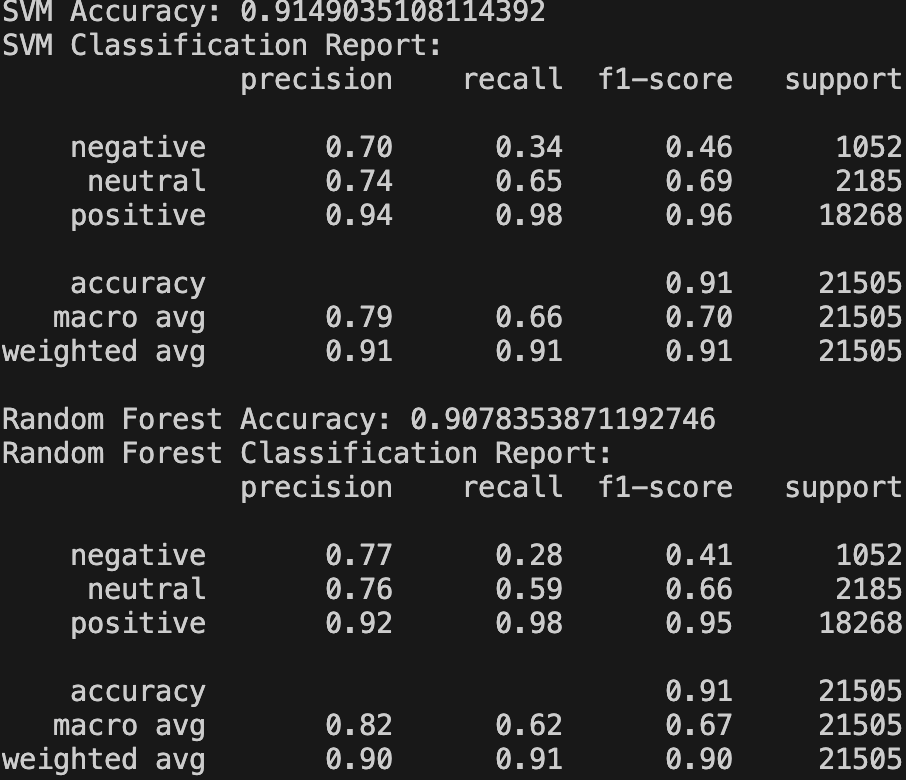 SVM Accuracy: 0.9149035108114392
SVM Classification Report:
precision recall f1-score support
negative 0.70 0.34 0.46 1052
neutral 0.74 0.65 0.69 2185
positive 0.94 0.98 0.96 18268
accuracy 0.91 21505
macro avg 0.79 0.66 0.70 21505
weighted avg 0.91 0.91 0.91 21505
Random Forest Accuracy: 0.9078353871192746
Random Forest Classification Report:
precision recall f1-score support
negative 0.77 0.28 0.41 1052
neutral 0.76 0.59 0.66 2185
positive 0.92 0.98 0.95 18268
accuracy 0.91 21505
macro avg 0.82 0.62 0.67 21505
weighted avg 0.90 0.91 0.90 21505